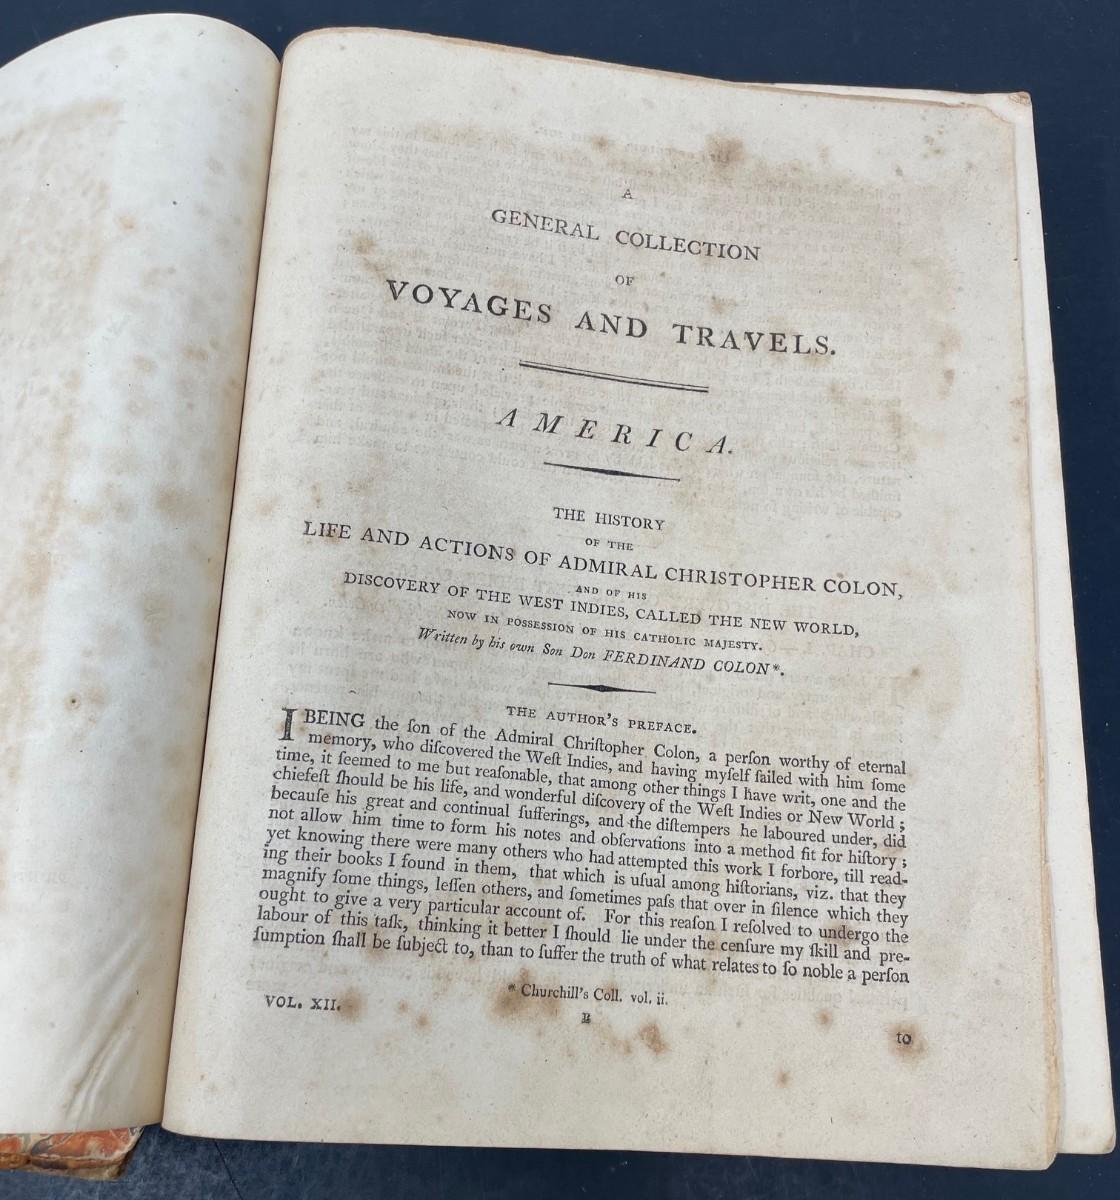 A
GENERAL COLLECTION
OF
VOYAGES AND TRAVELS.
AMERICA.
THE HISTORY
OF THE
LIFE AND ACTIONS OF ADMIRAL CHRISTOPHER COLON,
AND OF HIS
DISCOVERY OF THE WEST INDIES, CALLED THE NEW WORLD,
NOW IN POSSESSION OF HIS CATHOLIC MAJESTY.
Written by his own Son Don FERDINAND COLON*.
THE AUTHOR'S PREFACE.
I BEING the ſon of the Admiral Chriſtopher Colon, a perſon worthy of eternal
memory, who diſcovered the Weſt Indies, and having myſelf ſailed with him ſome
time, it ſeemed to me but reaſonable, that among other things I have writ, one and the
chiefeſt ſhould be his life, and wonderful diſcovery of the Weſt Indies or New World;
becauſe his great and continual ſufferings, and the diſtempers he laboured under, did
not allow him time to form his notes and obſervations into a method fit for hiſtory;
yet knowing there were many others who had attempted this work I forbore, till read-
ing their books I found in them, that which is uſual among hiſtorians, viz. that they
magnify ſome things, leſſen others, and ſometimes paſs that over in ſilence which they
ought to give a very particular account of. For this reaſon I reſolved to undergo the
labour of this taſk, thinking it better I ſhould lie under the cenſure my ſkill and pre-
ſumption ſhall be ſubject to, than to ſuffer the truth of what relates to ſo noble a perſon
* Churchill's Coll. vol. ii.
VOL. XII.
B
to